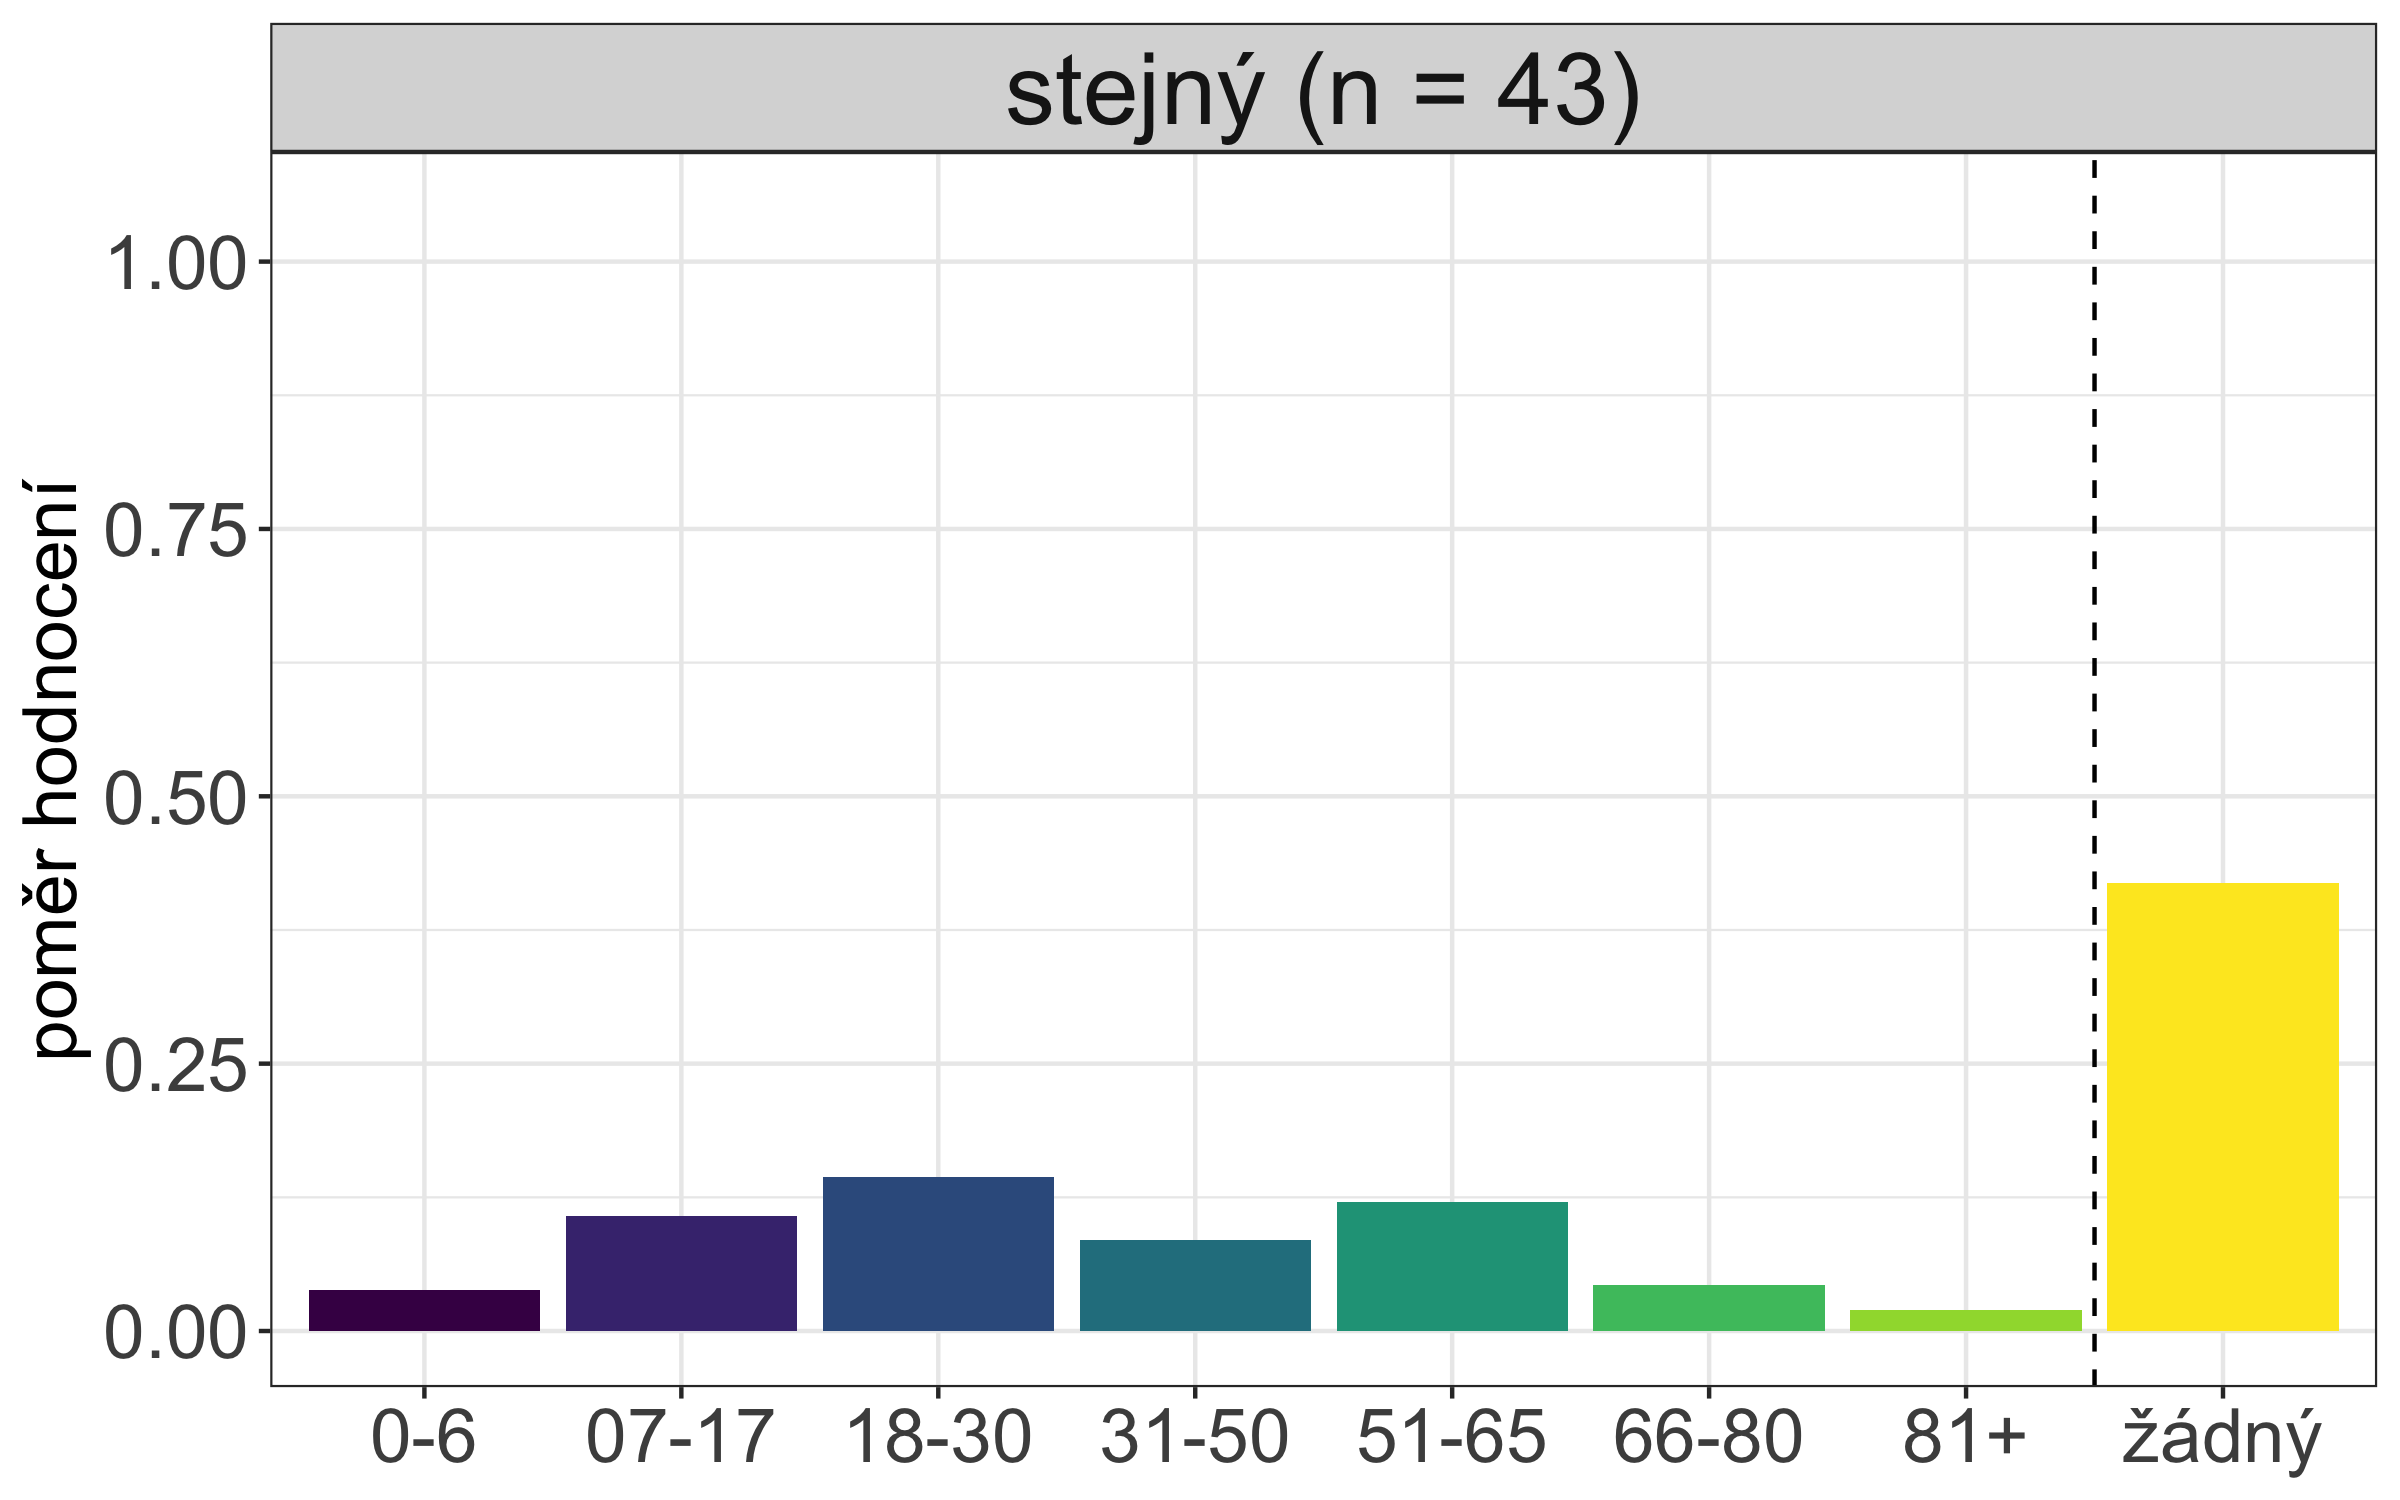 stejný (n = 43)
poměr hodnocení
1.00
0.75
0.50
0.25
0.00
0-6 07-17 18-30 31-50 51-65 66-80 81+ žádný